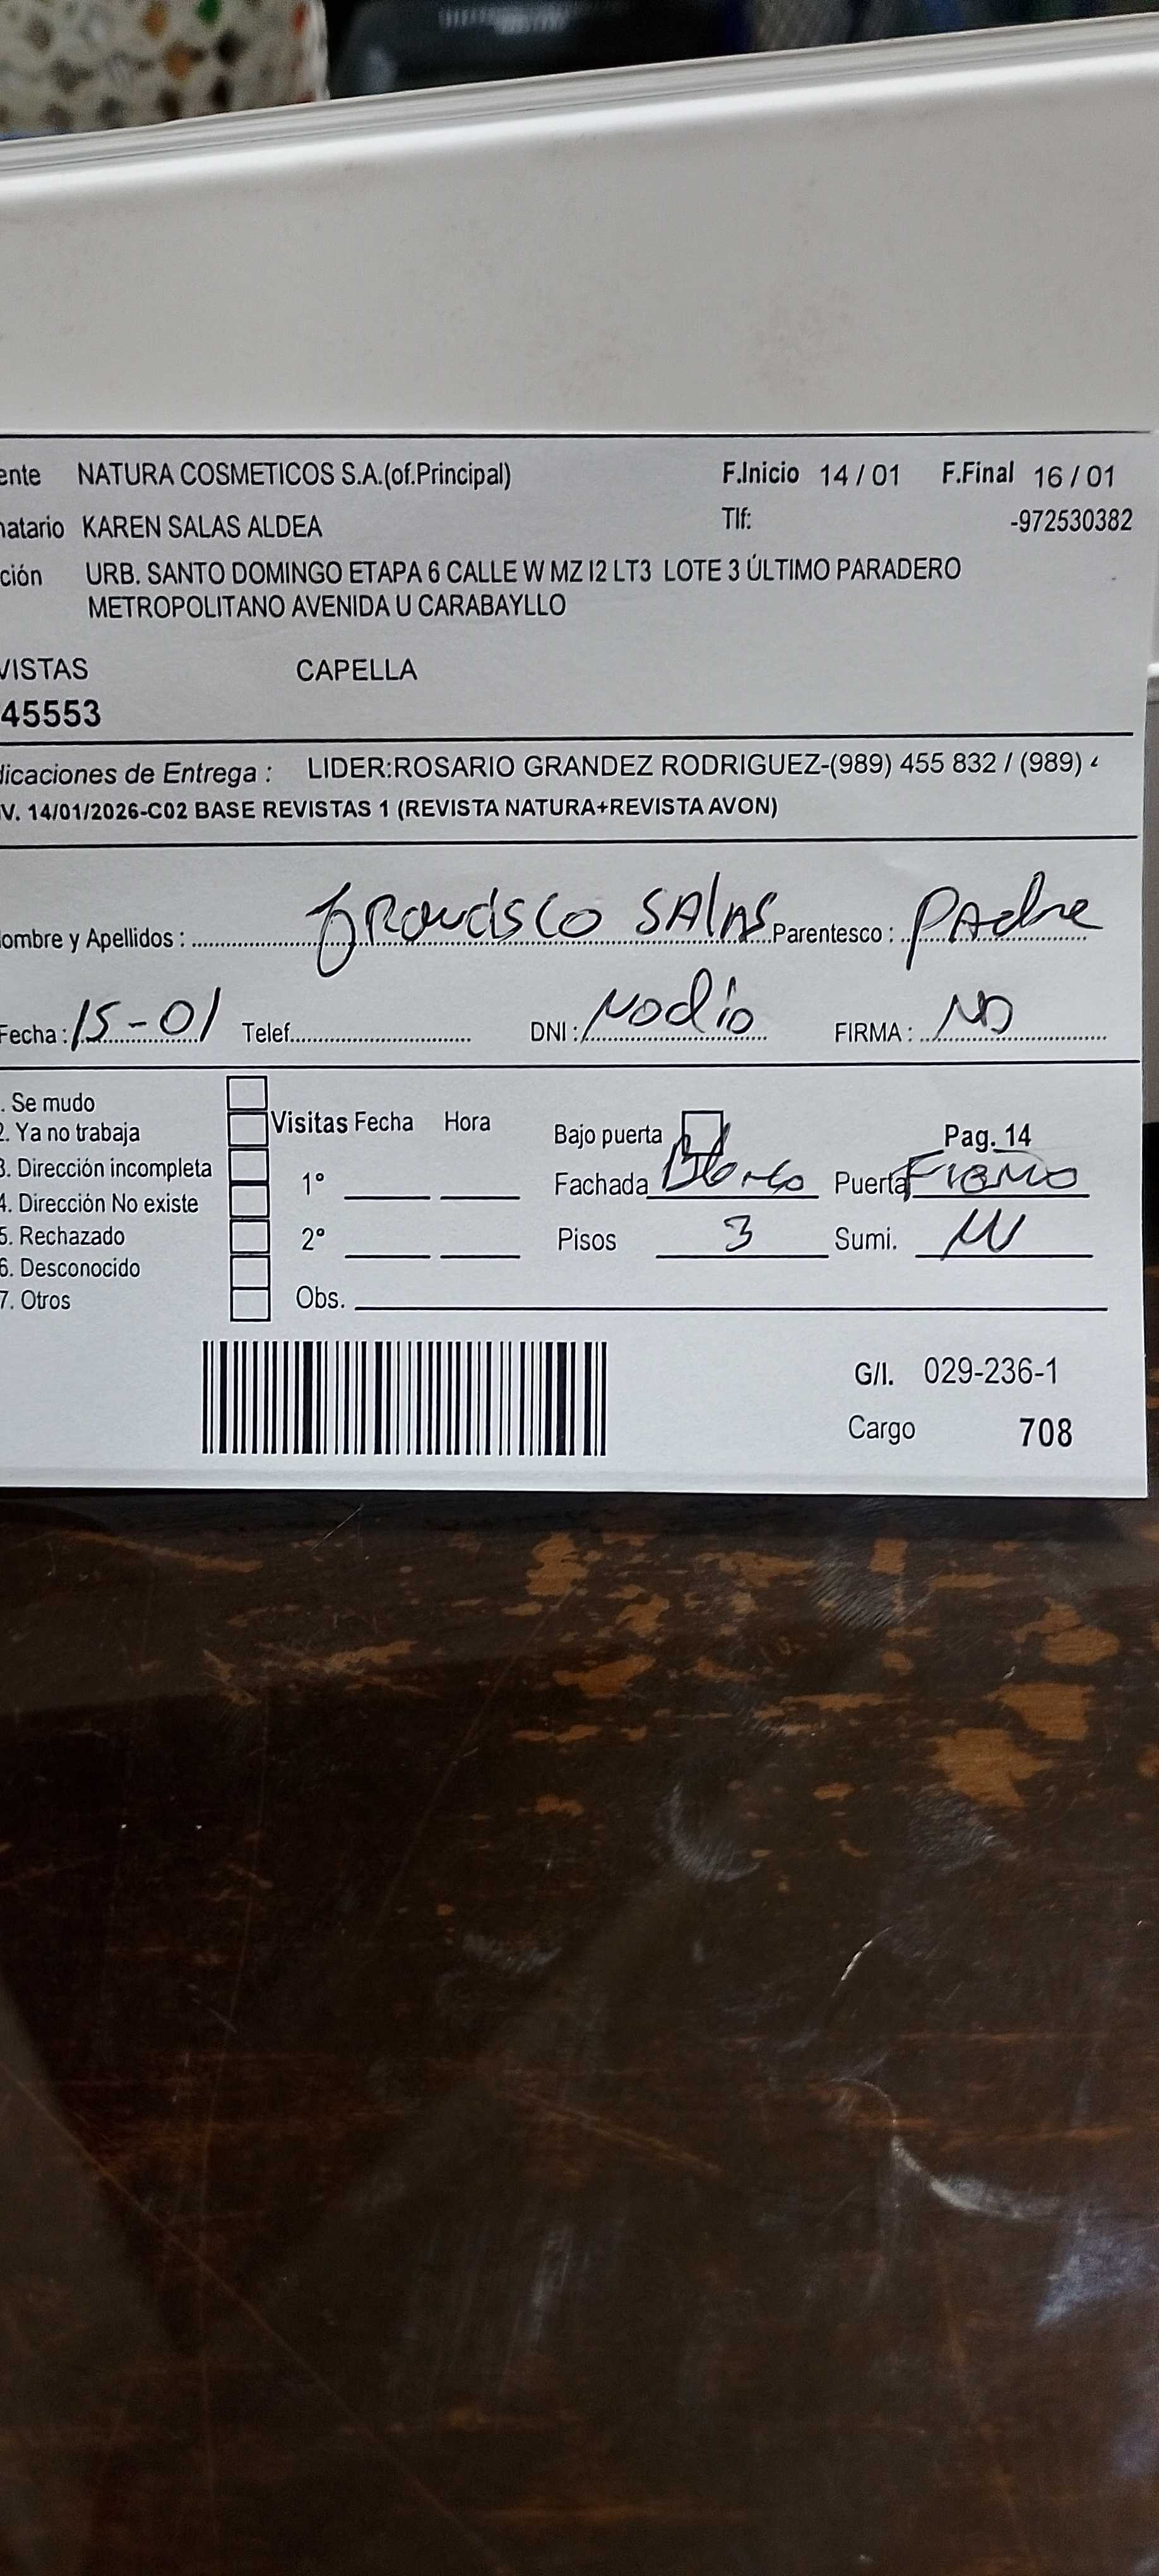 ente NATURA COSMETICOS S.A.(of.Principal) F.Inicio 14 / 01 F.Final 16 / 01
natario KAREN SALAS ALDEA Tlf: -972530382
ción URB. SANTO DOMINGO ETAPA 6 CALLE W MZ I2 LT3 LOTE 3 ÚLTIMO PARADERO
METROPOLITANO AVENIDA U CARABAYLLO
VISTAS CAPELLA
45553
dicaciones de Entrega : LIDER:ROSARIO GRANDEZ RODRIGUEZ-(989) 455 832 / (989)
V. 14/01/2026-C02 BASE REVISTAS 1 (REVISTA NATURA+REVISTA AVON)
ombre y Apellidos : Francisco SALAS Parentesco : PAdre
Fecha : 15-01 Telef. DNI : Nodio FIRMA : NO
. Se mudo
2. Ya no trabaja Visitas Fecha Hora Bajo puerta Pag. 14
3. Dirección incompleta 1° Fachada Blanco Puerta
4. Dirección No existe
5. Rechazado 2° Pisos 3 Sumi.
6. Desconocido
7. Otros Obs.
G/I. 029-236-1
Cargo 708